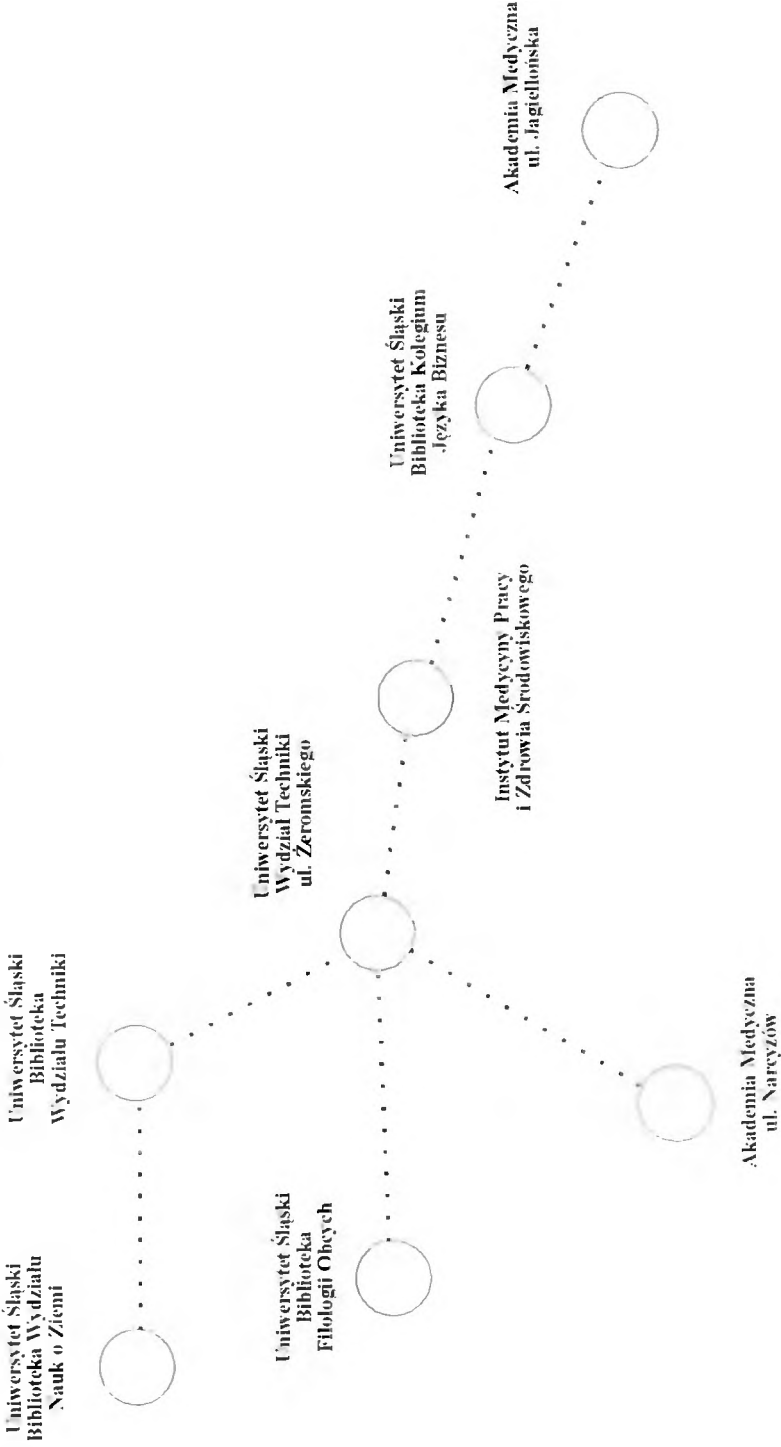 Uniwersytet Śląski
Biblioteka Wydziału
Nauk o Ziemi
Uniwersytet Śląski
Biblioteka
Wydziału Techniki
Uniwersytet Śląski
Biblioteka
Filologii Obcych
Uniwersytet Śląski
Wydział Techniki
ul. Żeromskiego
Uniwersytet Śląski
Biblioteka Kolegium
Języka Biznesu
Akademia Medyczna
ul. Jagiellońska
Instytut Medycyny Pracy
i Zdrowia Środowiskowego
Akademia Medyczna
ul. Narcyzów